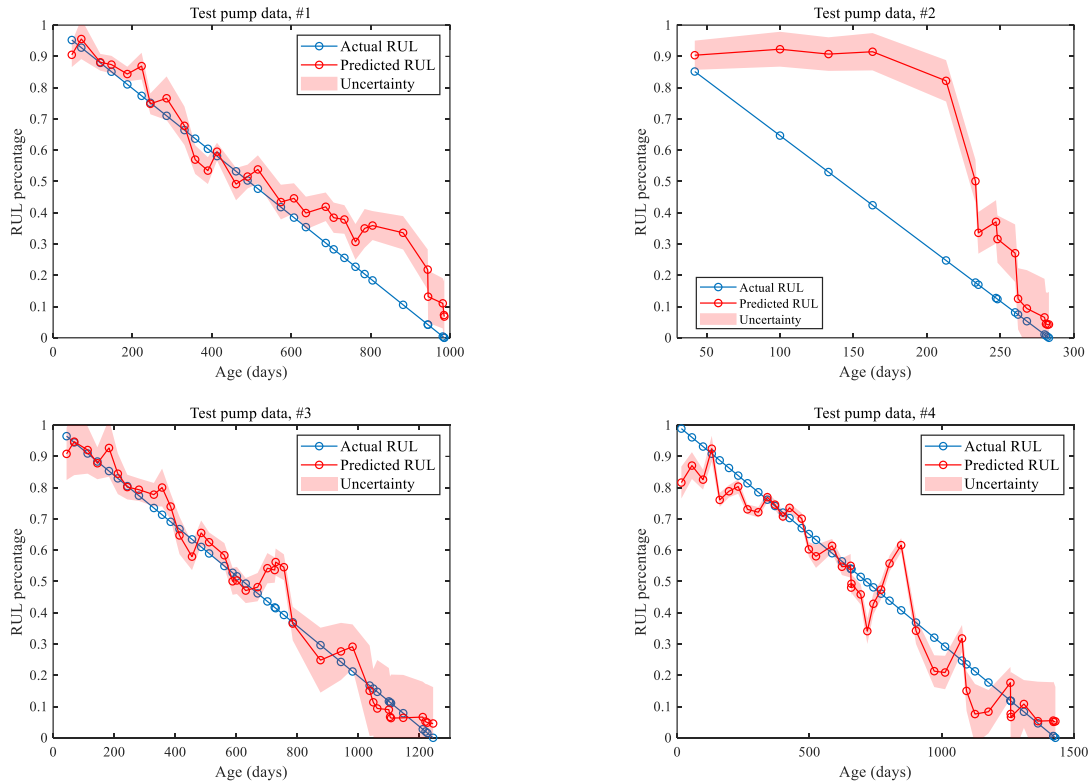 Test pump data, #1
1
0.9
0.8
0.7
0.6
0.5
0.4
0.3
0.2
0.1
0
RUL percentage
Actual RUL
Predicted RUL
Uncertainty
0 200 400 600 800 1000
Age (days)
Test pump data, #2
1
0.9
0.8
0.7
0.6
0.5
0.4
0.3
0.2
0.1
0
RUL percentage
Actual RUL
Predicted RUL
Uncertainty
50 100 150 200 250 300
Age (days)
Test pump data, #3
1
0.9
0.8
0.7
0.6
0.5
0.4
0.3
0.2
0.1
0
RUL percentage
Actual RUL
Predicted RUL
Uncertainty
0 200 400 600 800 1000 1200
Age (days)
Test pump data, #4
1
0.9
0.8
0.7
0.6
0.5
0.4
0.3
0.2
0.1
0
RUL percentage
Actual RUL
Predicted RUL
Uncertainty
0 500 1000 1500
Age (days)